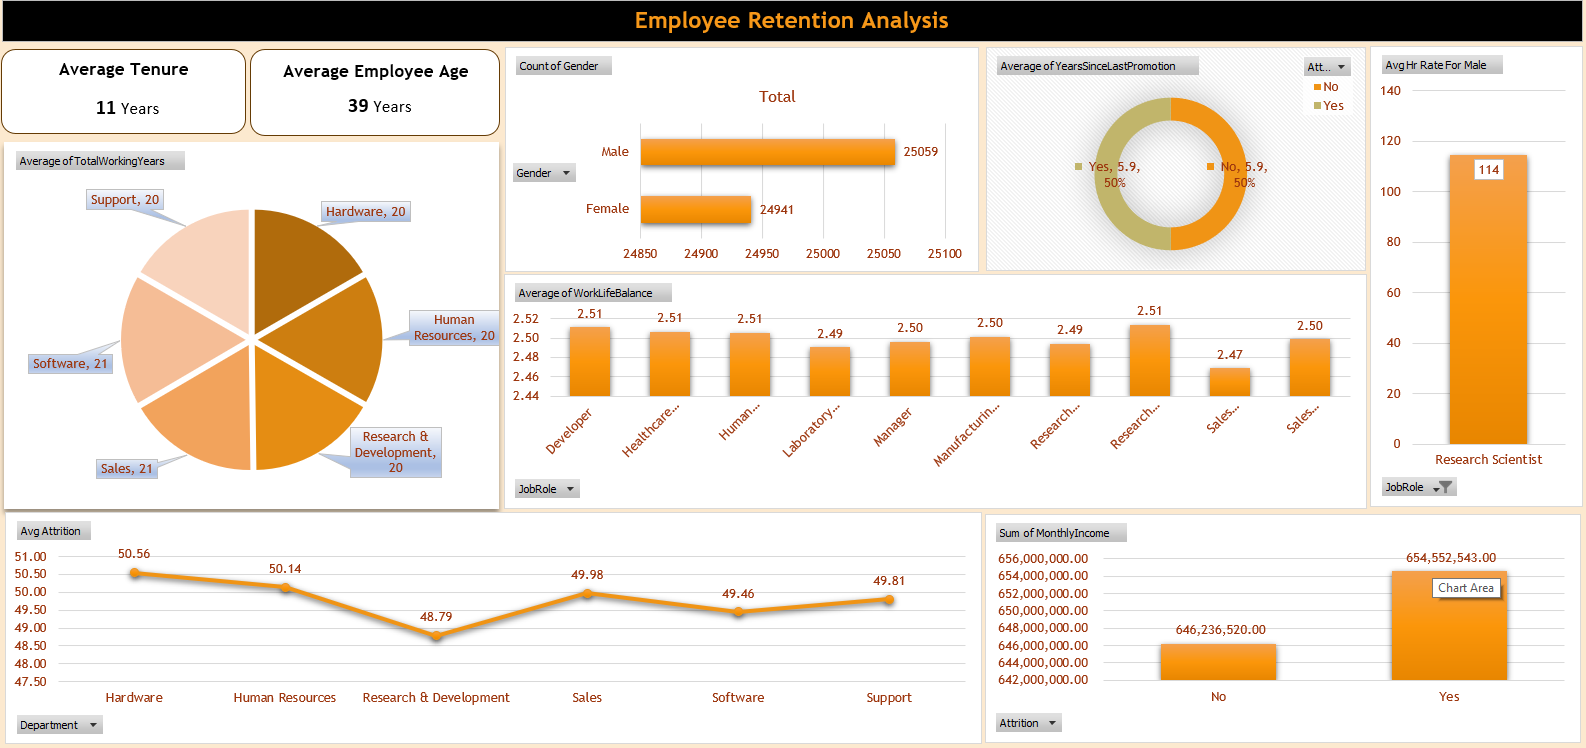 Employee Retention Analysis
Average Tenure
11 Years
Average Employee Age
39 Years
Average of TotalWorkingYears
Support, 20
Hardware, 20
Human
Resources, 20
Software, 21
Research &
Development,
20
Sales, 21
Count of Gender
Total
Gender
Male
25059
Female
24941
24850 24900 24950 25000 25050 25100
Average of YearsSinceLastPromotion
Att...
No
Yes
Yes, 5.9,
50%
No, 5.9,
50%
Avg Hr Rate For Male
140
120
100
80
60
40
20
0
114
Research Scientist
JobRole
Average of WorkLifeBalance
2.52
2.50
2.48
2.46
2.44
2.51 2.51 2.51 2.49 2.50 2.50 2.49 2.51 2.47 2.50
Developer
Healthcare...
Human...
Laboratory...
Manager
Manufacturin...
Research...
Research...
Sales...
Sales...
JobRole
Avg Attrition
51.00
50.50
50.00
49.50
49.00
48.50
48.00
47.50
50.56 50.14 48.79 49.98 49.46 49.81
Hardware Human Resources Research & Development Sales Software Support
Department
Sum of MonthlyIncome
656,000,000.00
654,000,000.00
652,000,000.00
650,000,000.00
648,000,000.00
646,000,000.00
644,000,000.00
642,000,000.00
646,236,520.00
654,552,543.00
Chart Area
No Yes
Attrition